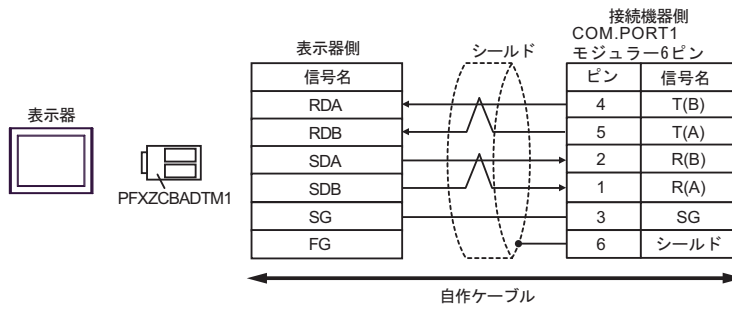 接続機器側
COM.PORT1
モジュラー6ピン
表示器側
シールド
信号名
ピン
信号名
RDA
4
T(B)
RDB
5
T(A)
SDA
2
R(B)
SDB
1
R(A)
SG
3
SG
FG
6
シールド
表示器
PFXZCBADTM1
自作ケーブル